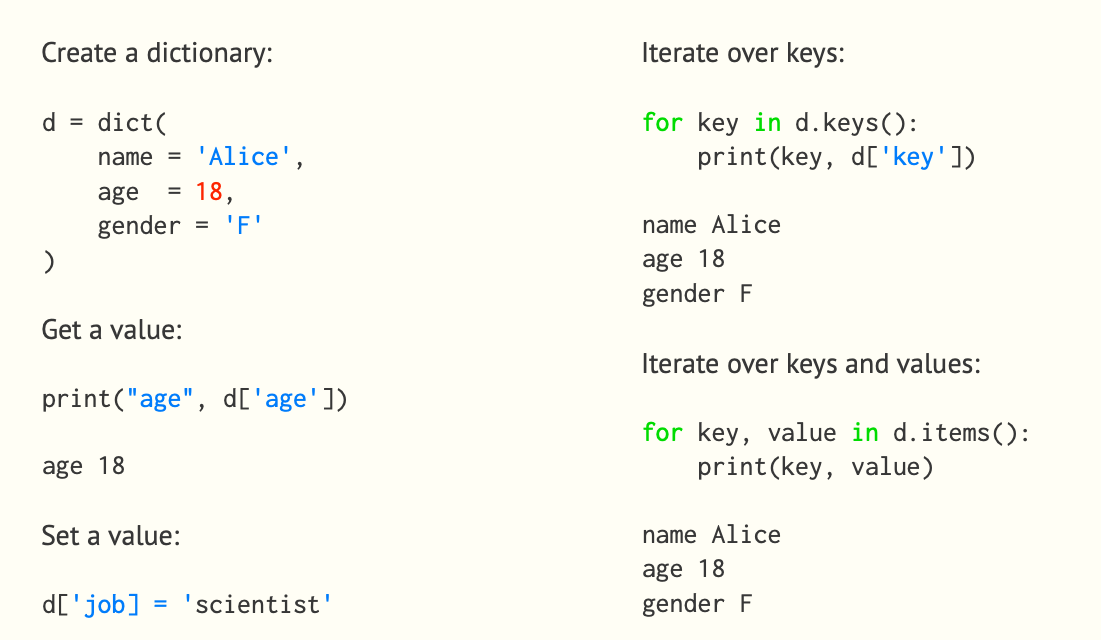 Create a dictionary:
d = dict(
    name = 'Alice',
    age  = 18,
    gender = 'F'
)
Get a value:
print("age", d['age'])
age 18
Set a value:
d['job] = 'scientist'
Iterate over keys:
for key in d.keys():
    print(key, d['key'])
name Alice
age 18
gender F
Iterate over keys and values:
for key, value in d.items():
    print(key, value)
name Alice
age 18
gender F